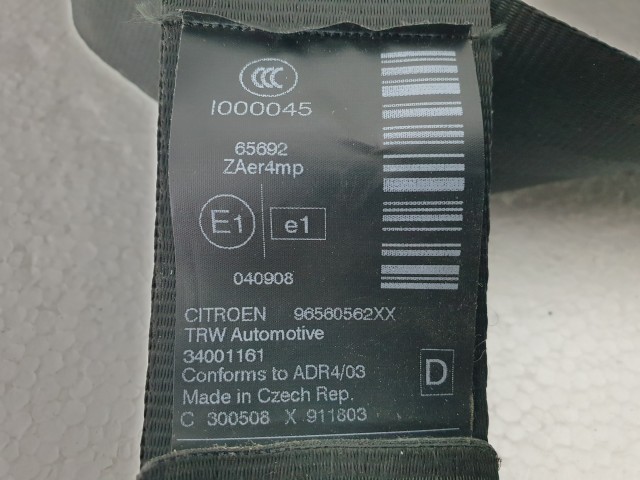 CCC
I000045
65692
ZAer4mp
E1 e1
040908
CITROEN 96560562XX
TRW Automotive
34001161
Conforms to ADR4/03
Made in Czech Rep.
C 300508 X 911803
D